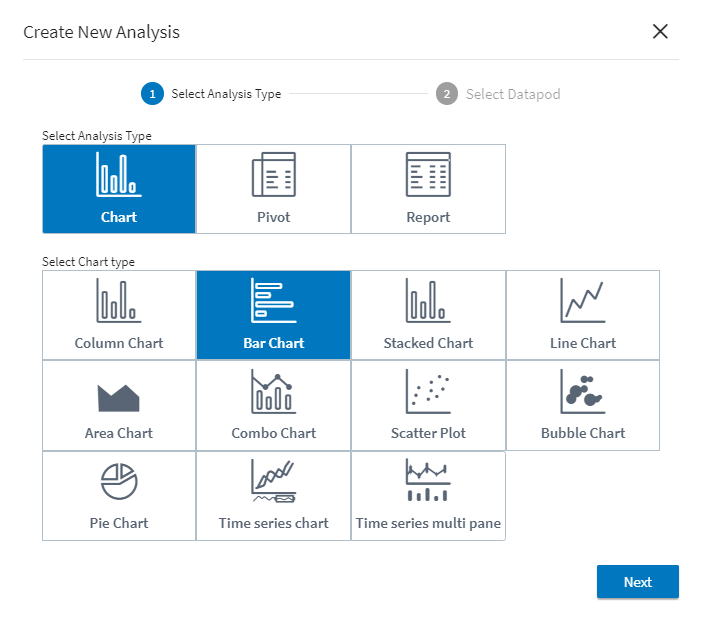 Create New Analysis
1 Select Analysis Type 2 Select Datapod
Select Analysis Type
Chart Pivot Report
Select Chart type
Column Chart Bar Chart Stacked Chart Line Chart
Area Chart Combo Chart Scatter Plot Bubble Chart
Pie Chart Time series chart Time series multi pane
Next